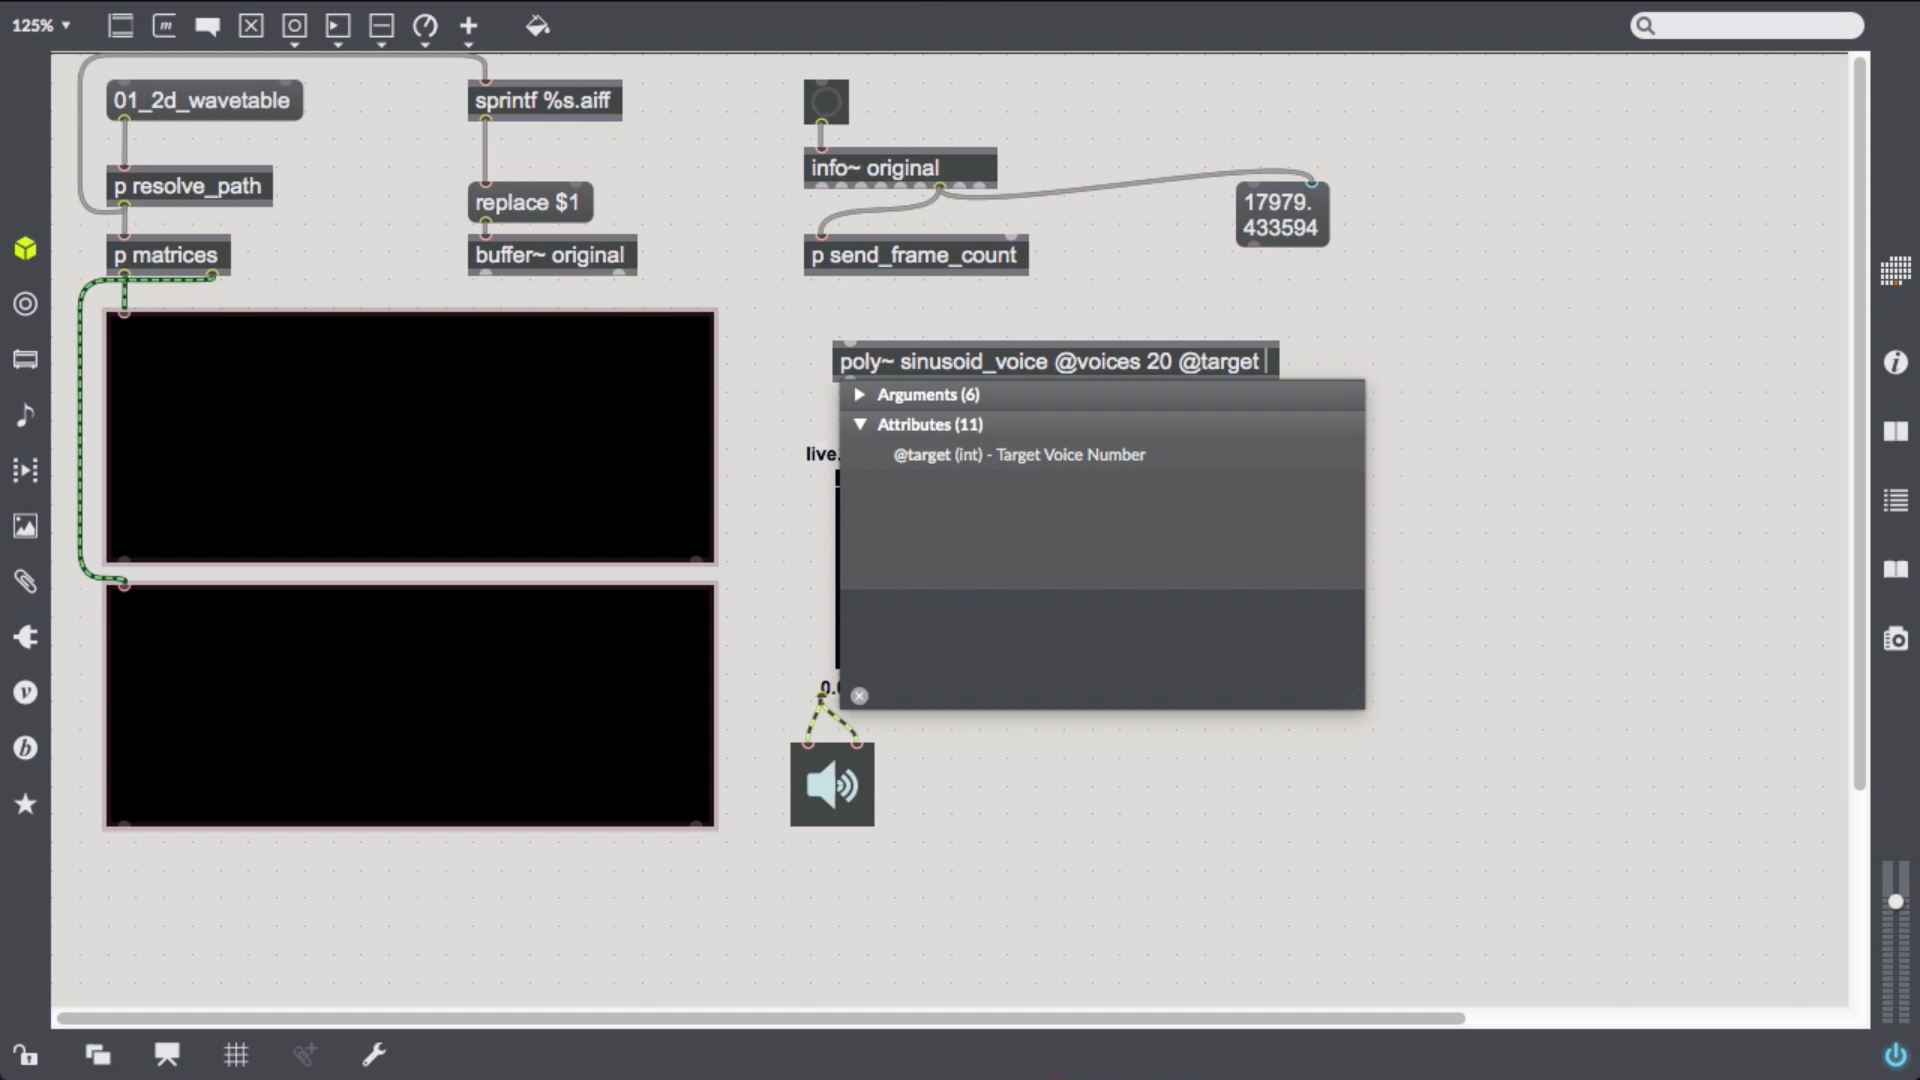 125%
01_2d_wavetable
sprintf %s.aiff
p resolve_path
info~ original
replace $1
17979.
433594
p matrices
buffer~ original
p send_frame_count
poly~ sinusoid_voice @voices 20 @target
Arguments (6)
Attributes (11)
live.
@target (int) - Target Voice Number
0.